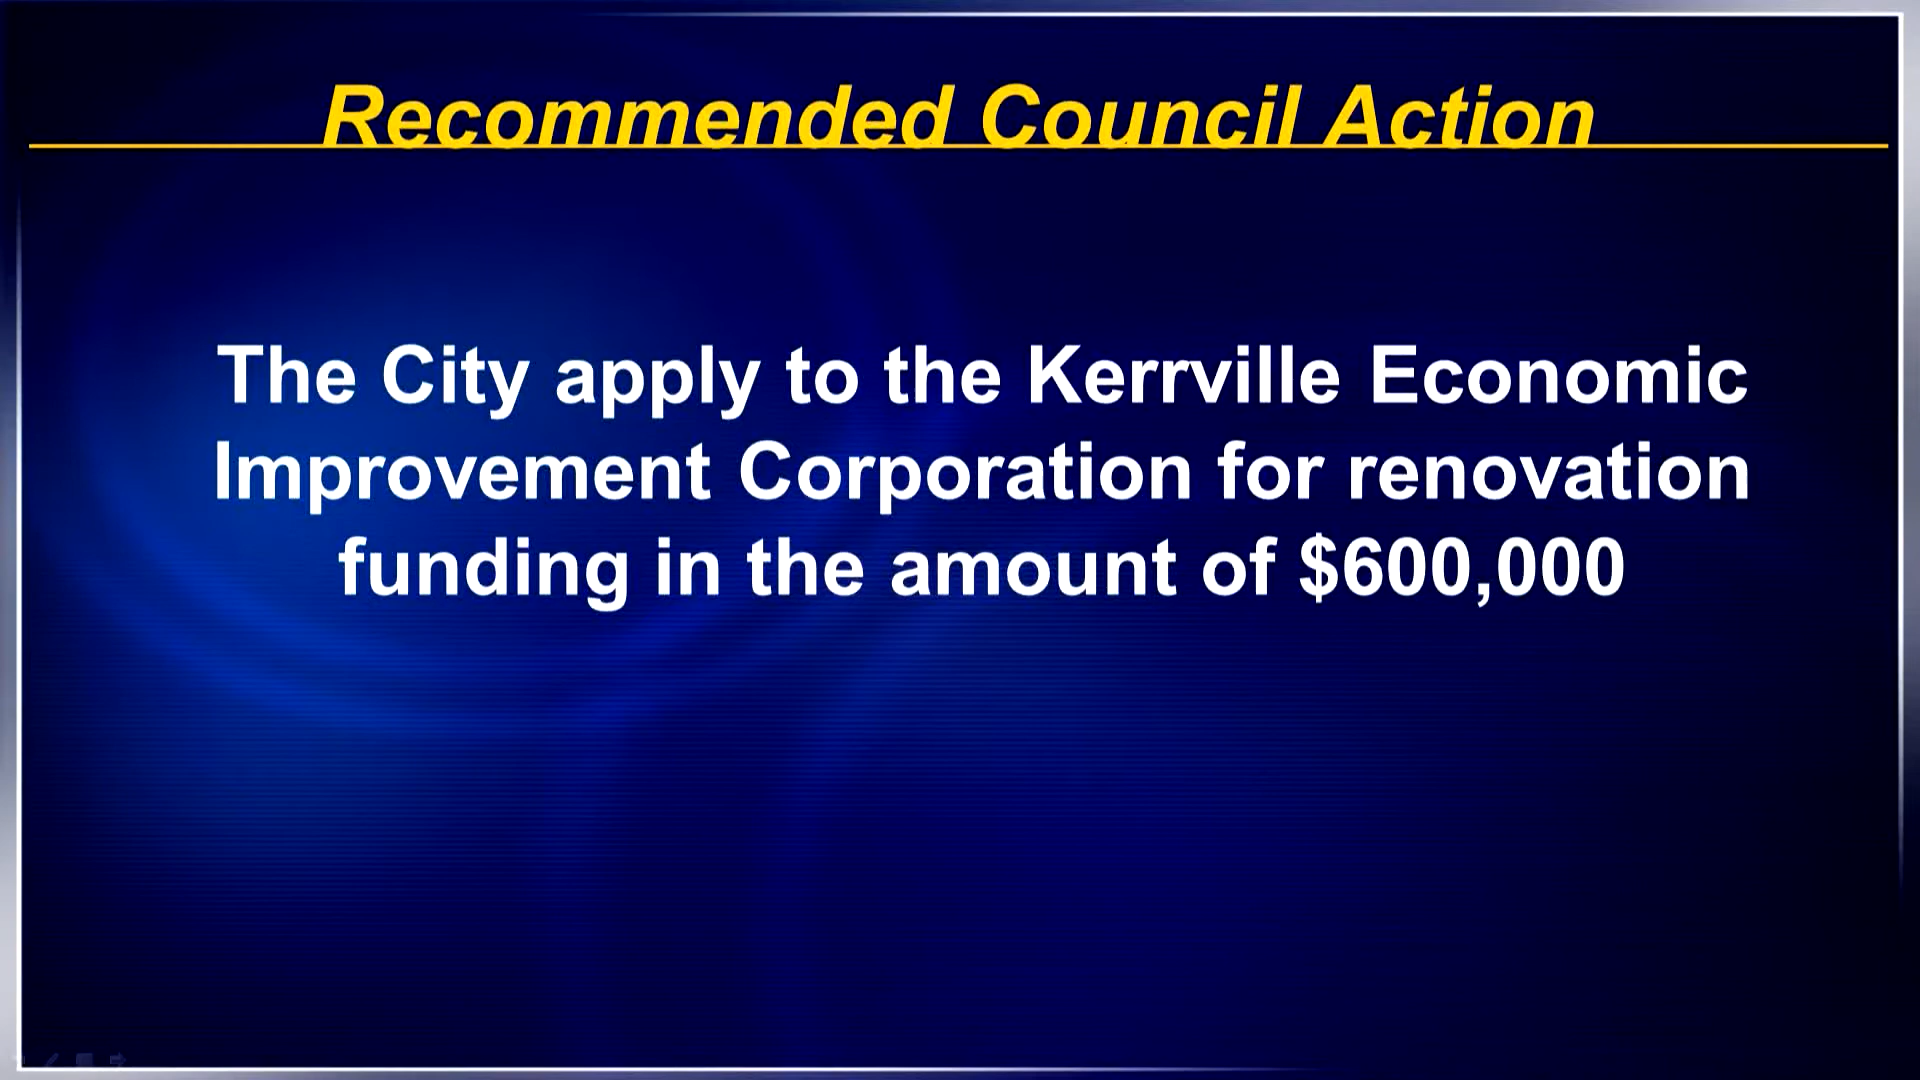 Recommended Council Action
The City apply to the Kerrville Economic
Improvement Corporation for renovation
funding in the amount of $600,000